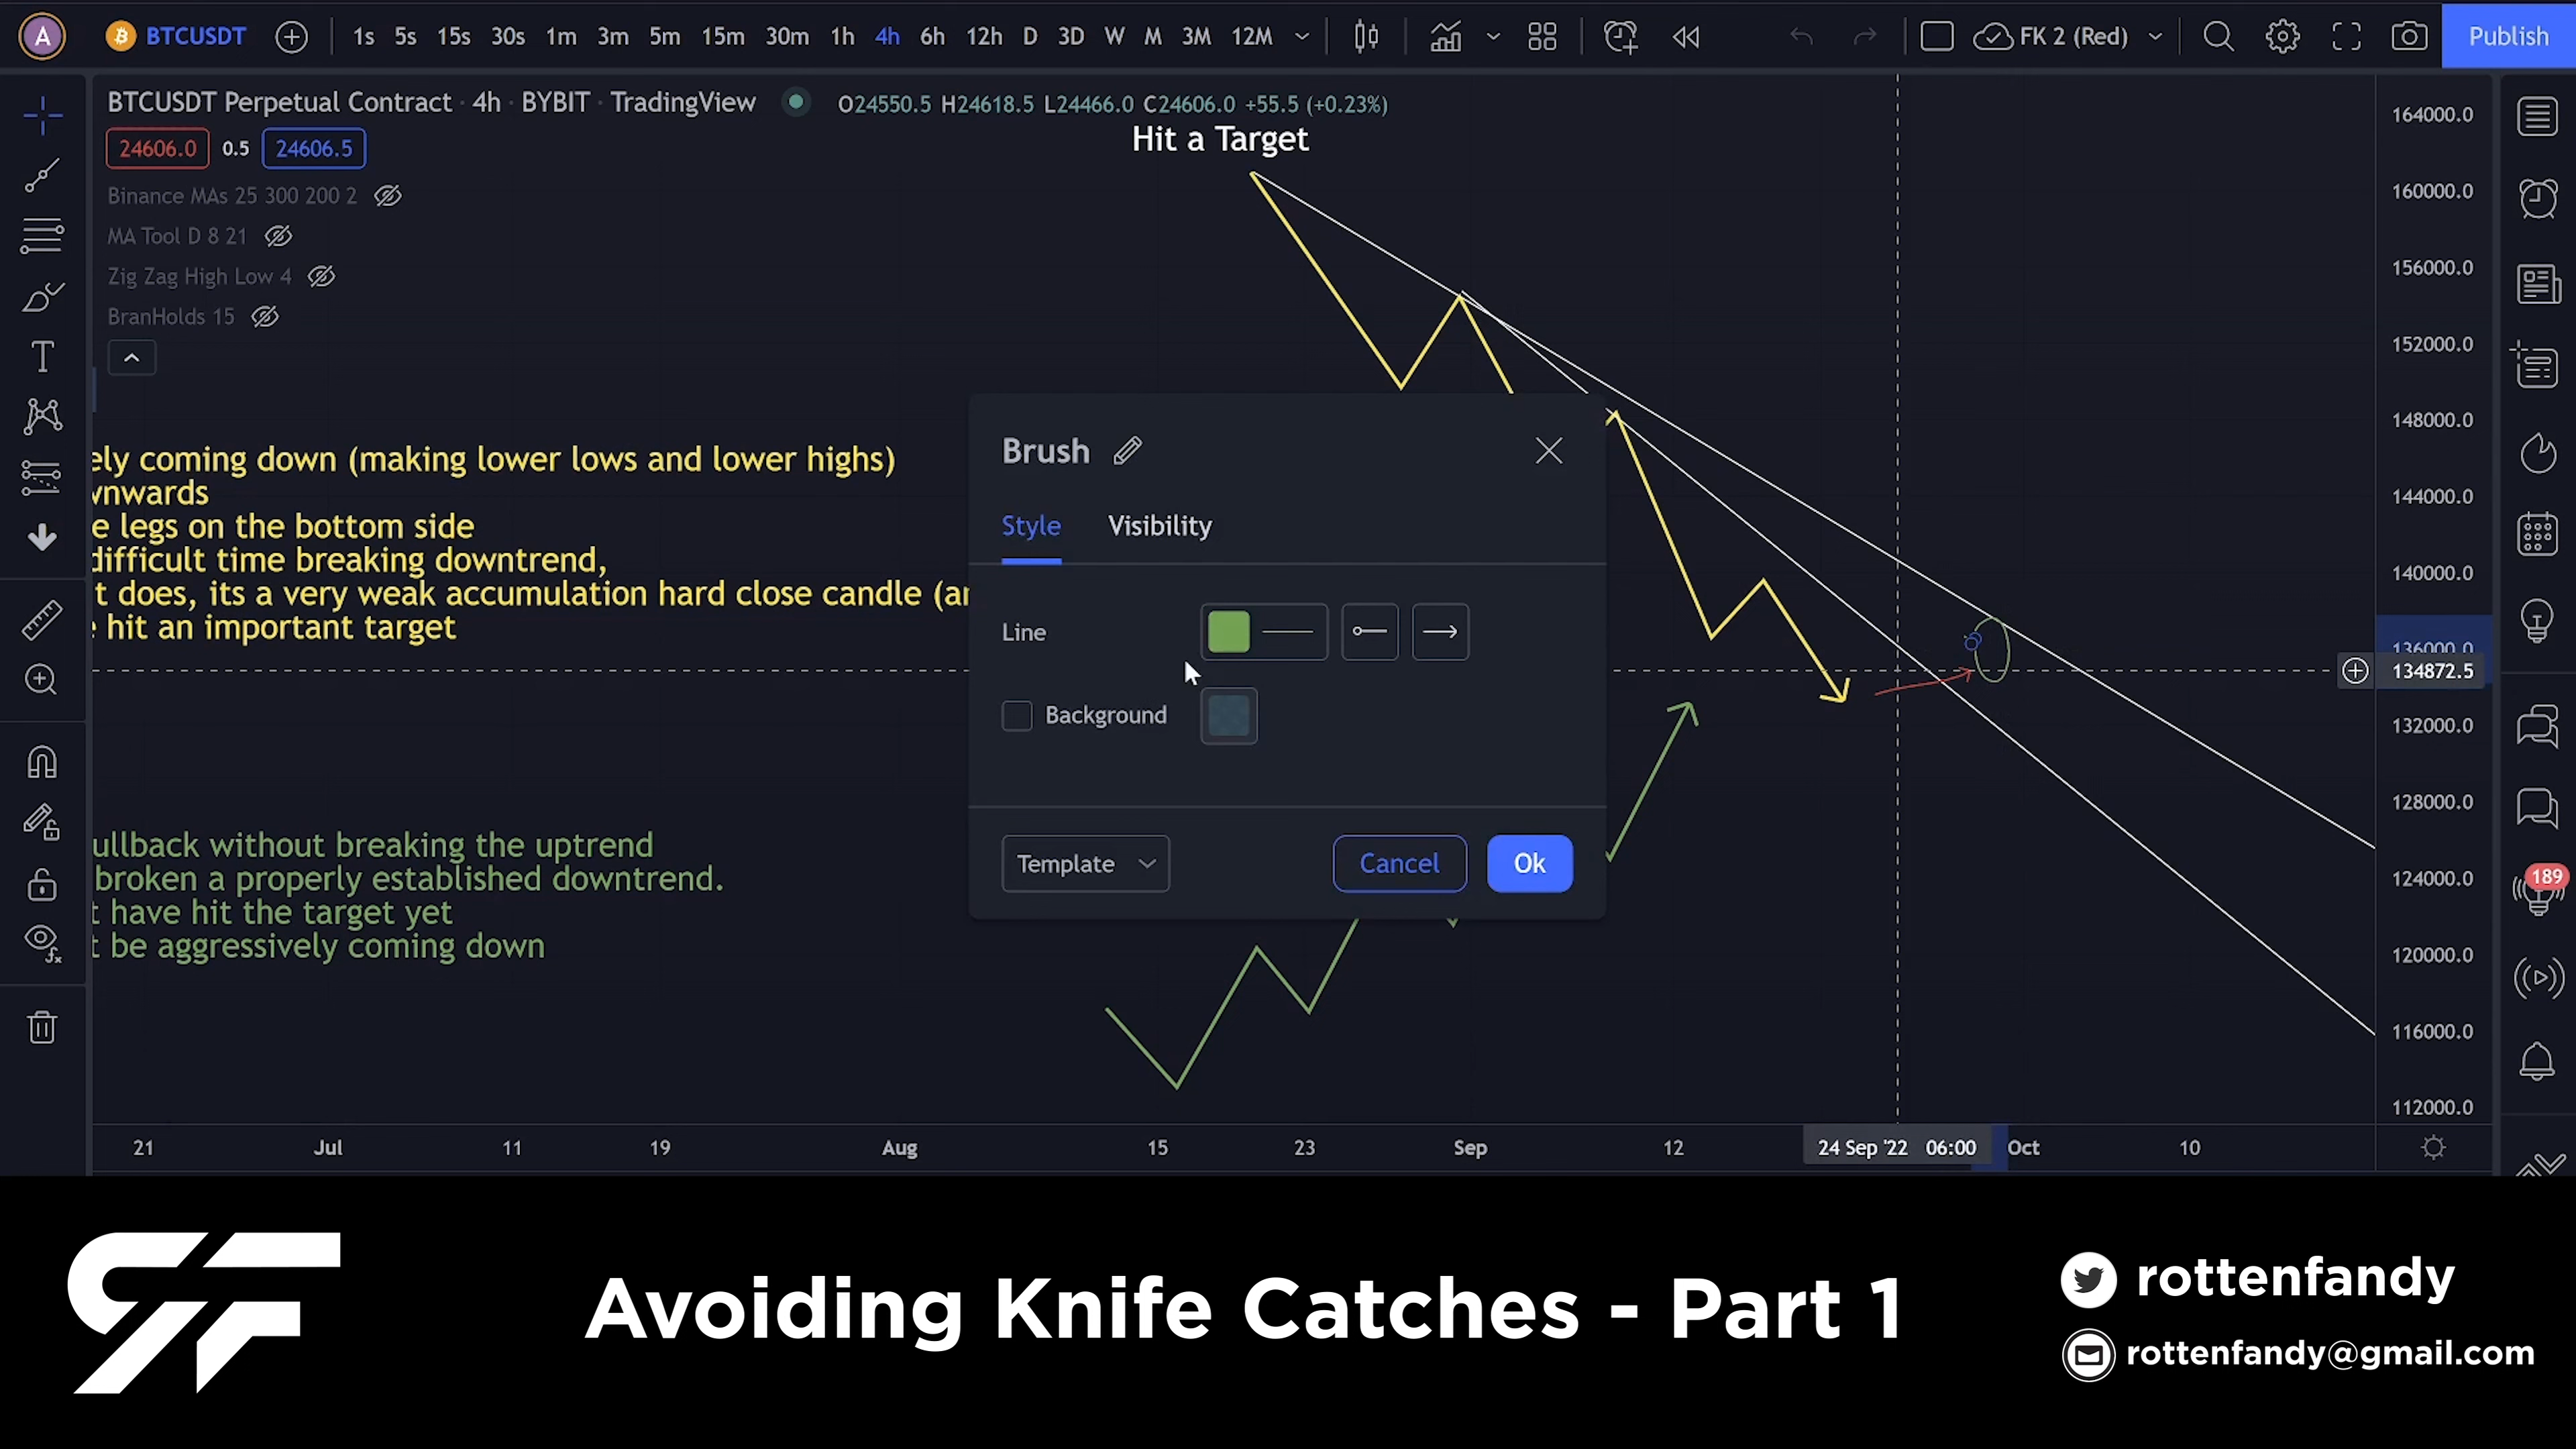 A BTCUSDT 1s 5s 15s 30s 1m 3m 5m 15m 30m 1h 4h 6h 12h D 3D W M 3M 12M FK 2 (Red) Publish
BTCUSDT Perpetual Contract · 4h · BYBIT · TradingView O24550.5 H24618.5 L24466.0 C24606.0 +55.5 (+0.23%)
24606.0 0.5 24606.5
Binance MAs 25 300 200 2
MA Tool D 8 21
Zig Zag High Low 4
BranHolds 15
Hit a Target
ely coming down (making lower lows and lower highs)
wnwards
e legs on the bottom side
difficult time breaking downtrend,
t does, its a very weak accumulation hard close candle (ar
hit an important target
ullback without breaking the uptrend
broken a properly established downtrend.
t have hit the target yet
t be aggressively coming down
Brush
Style Visibility
Line
Background
Template Cancel Ok
164000.0
160000.0
156000.0
152000.0
148000.0
144000.0
140000.0
136000.0
134872.5
132000.0
128000.0
124000.0
120000.0
116000.0
112000.0
189
21 Jul 11 19 Aug 15 23 Sep 12 24 Sep '22 06:00 Oct 10
Avoiding Knife Catches - Part 1
rottenfandy
rottenfandy@gmail.com